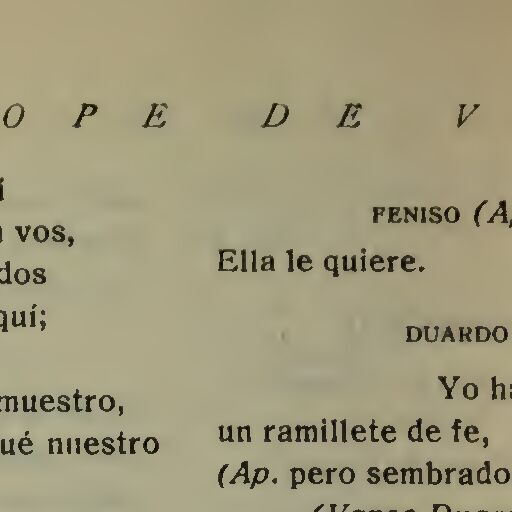 O P E D E V
í
vos,
dos
quí;
muestro,
ué nuestro
FENISO (A
Ella le quiere.
DUARDO
Yo
un ramillete de fe,
(Ap. pero sembrado